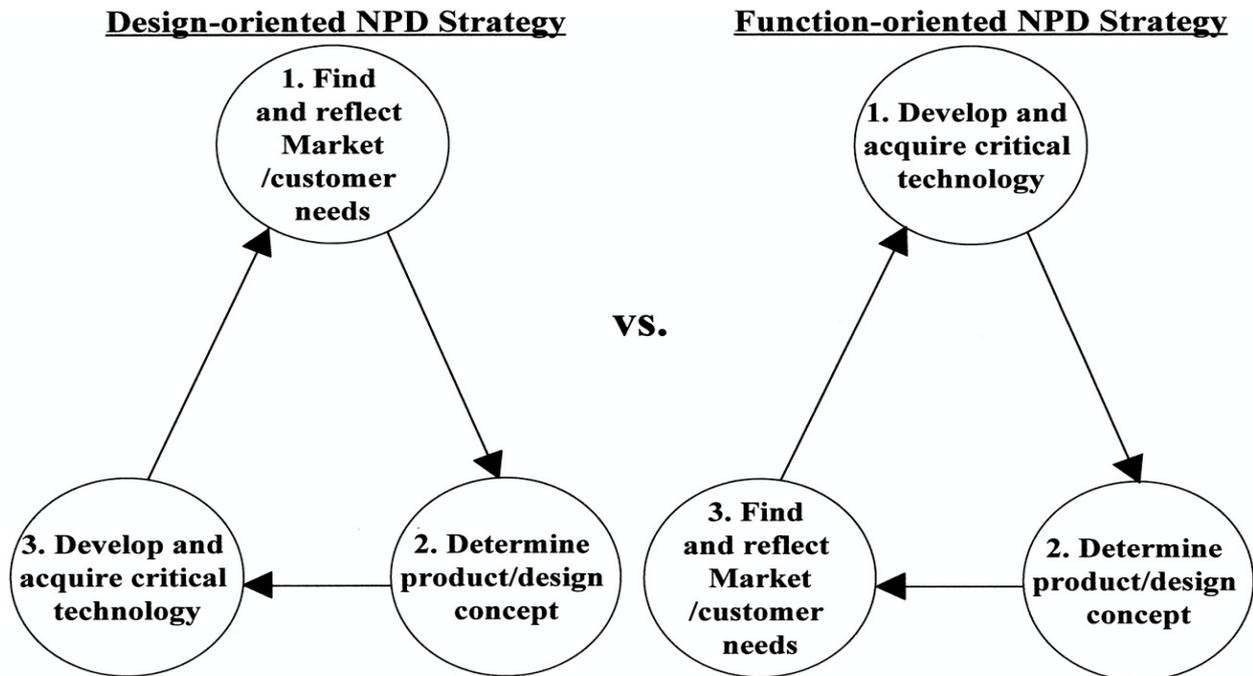 Design-oriented NPD Strategy
1. Find
and reflect
Market
/customer
needs
2. Determine
product/design
concept
3. Develop and
acquire critical
technology
vs.
Function-oriented NPD Strategy
1. Develop and
acquire critical
technology
2. Determine
product/design
concept
3. Find
and reflect
Market
/customer
needs